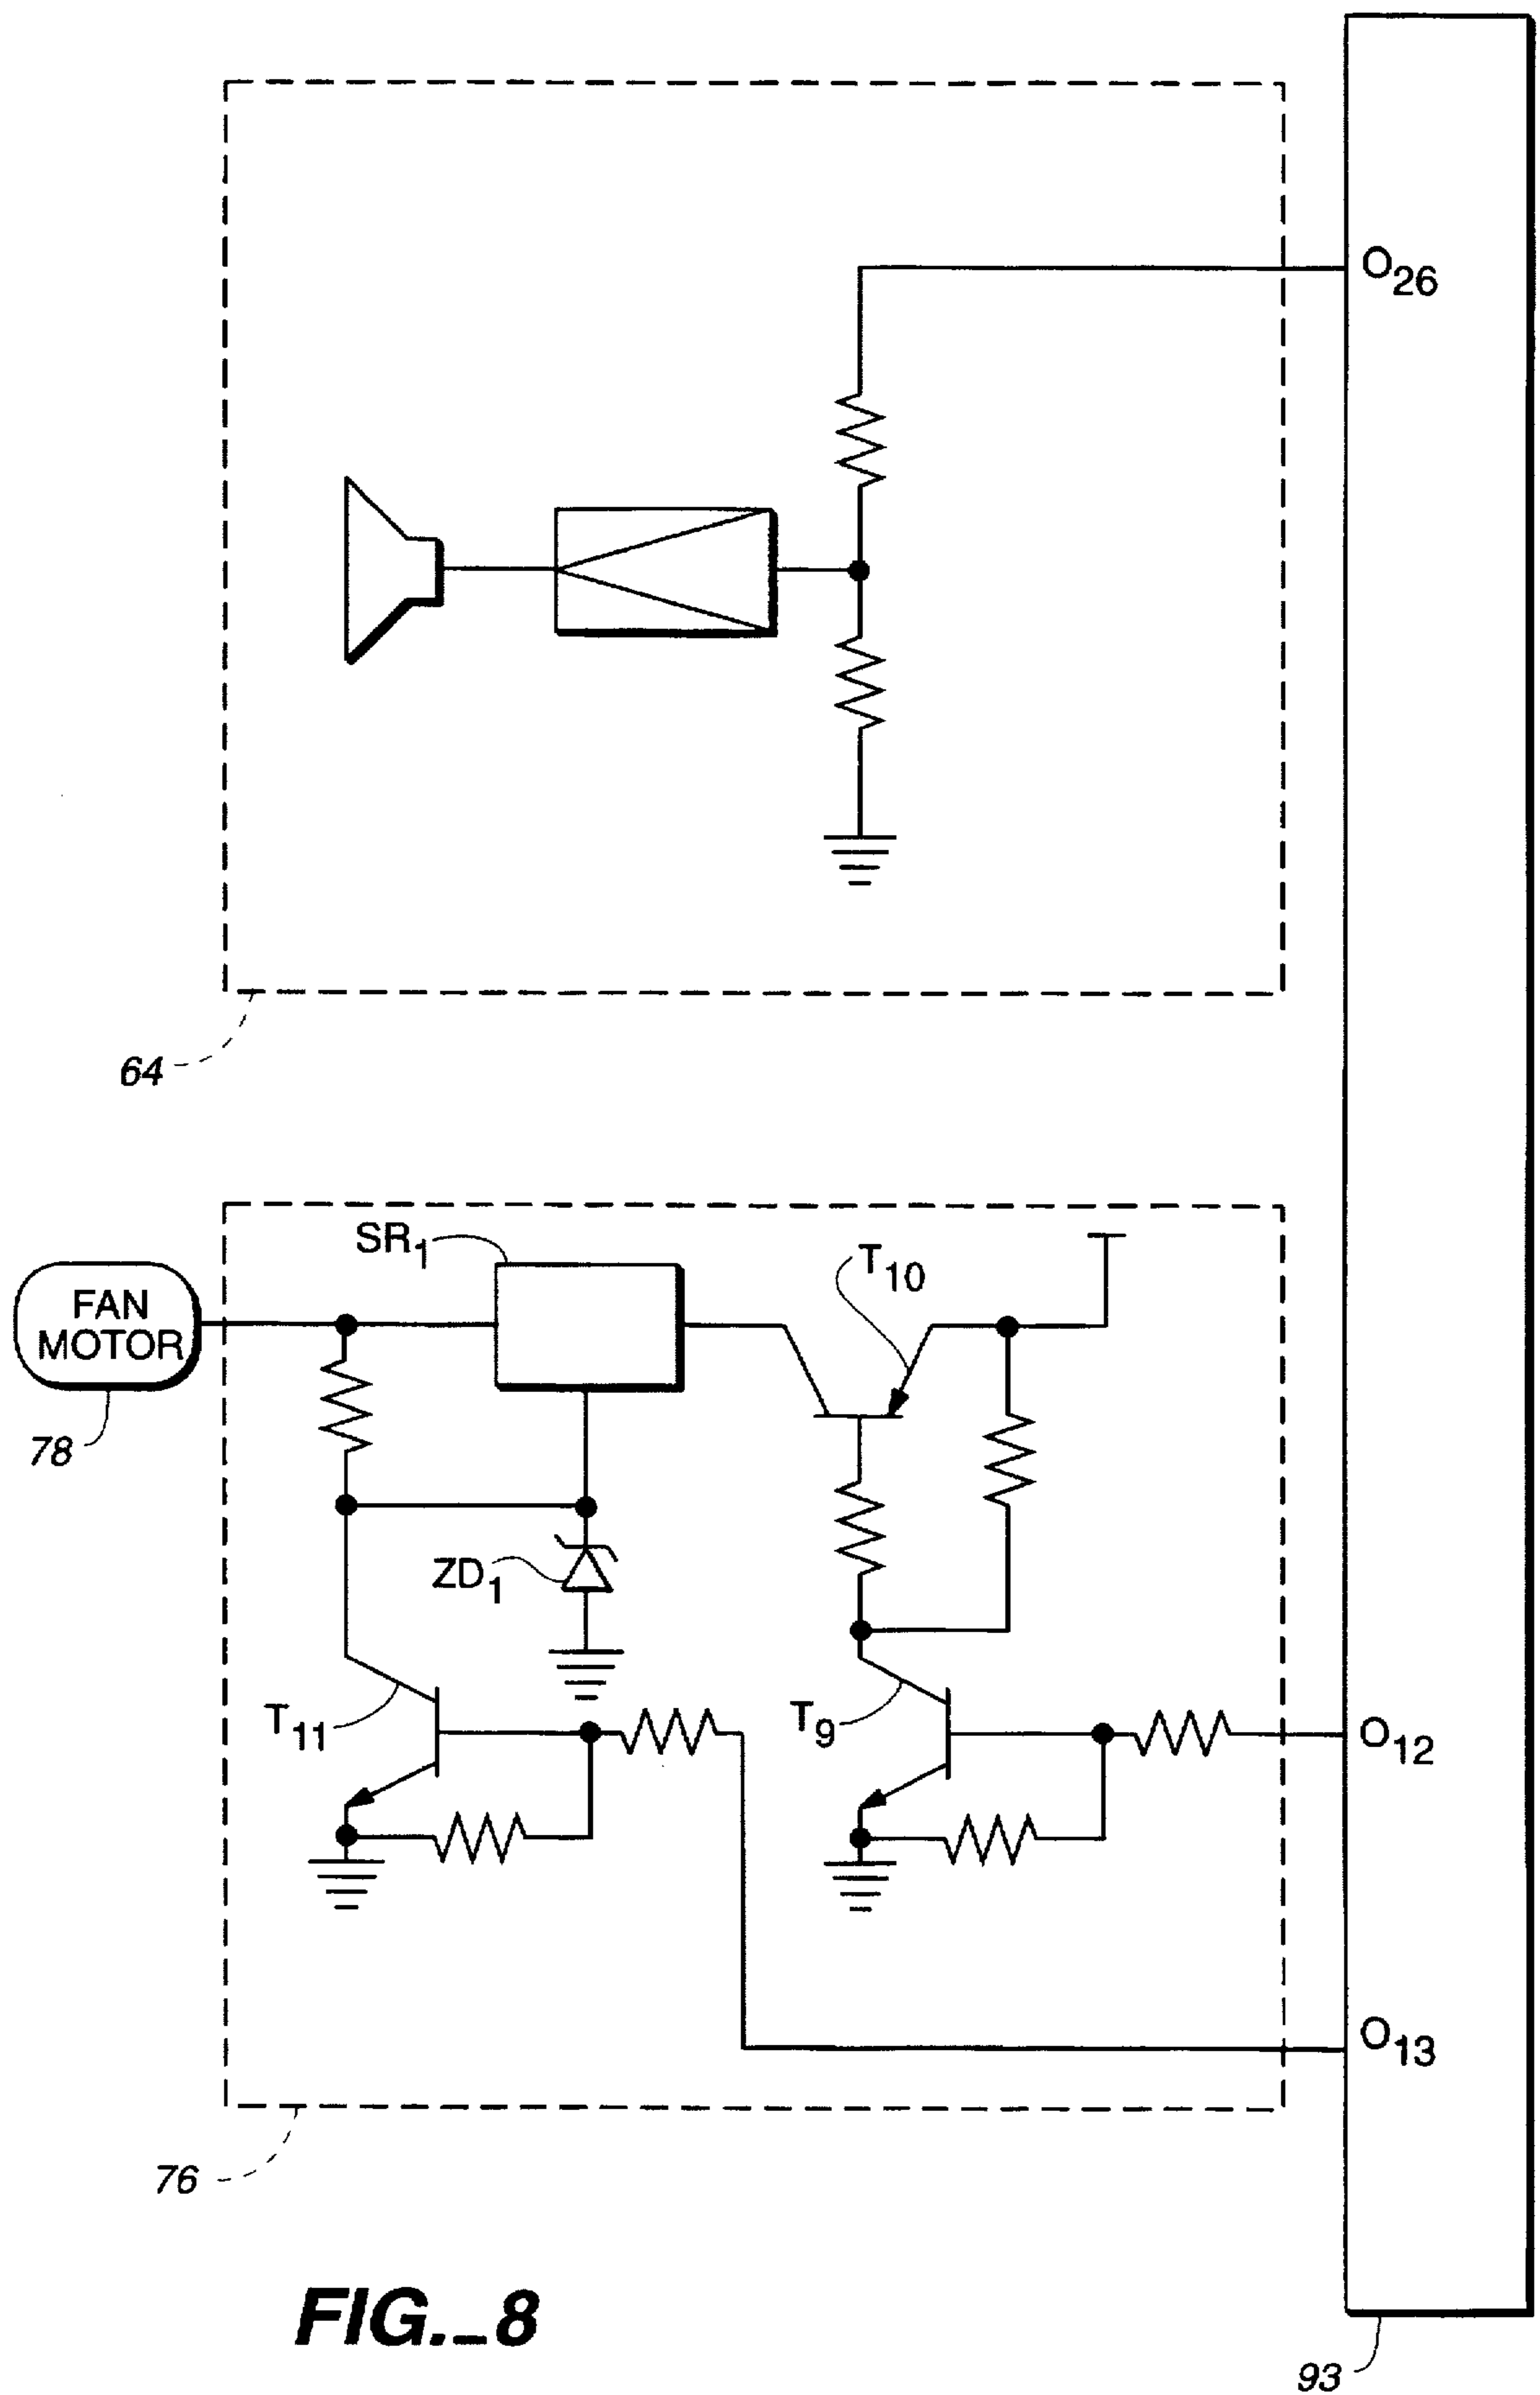 O26
64
SR1
T10
FAN
MOTOR
78
ZD1
T11
T9
O12
O13
76
FIG._8
93